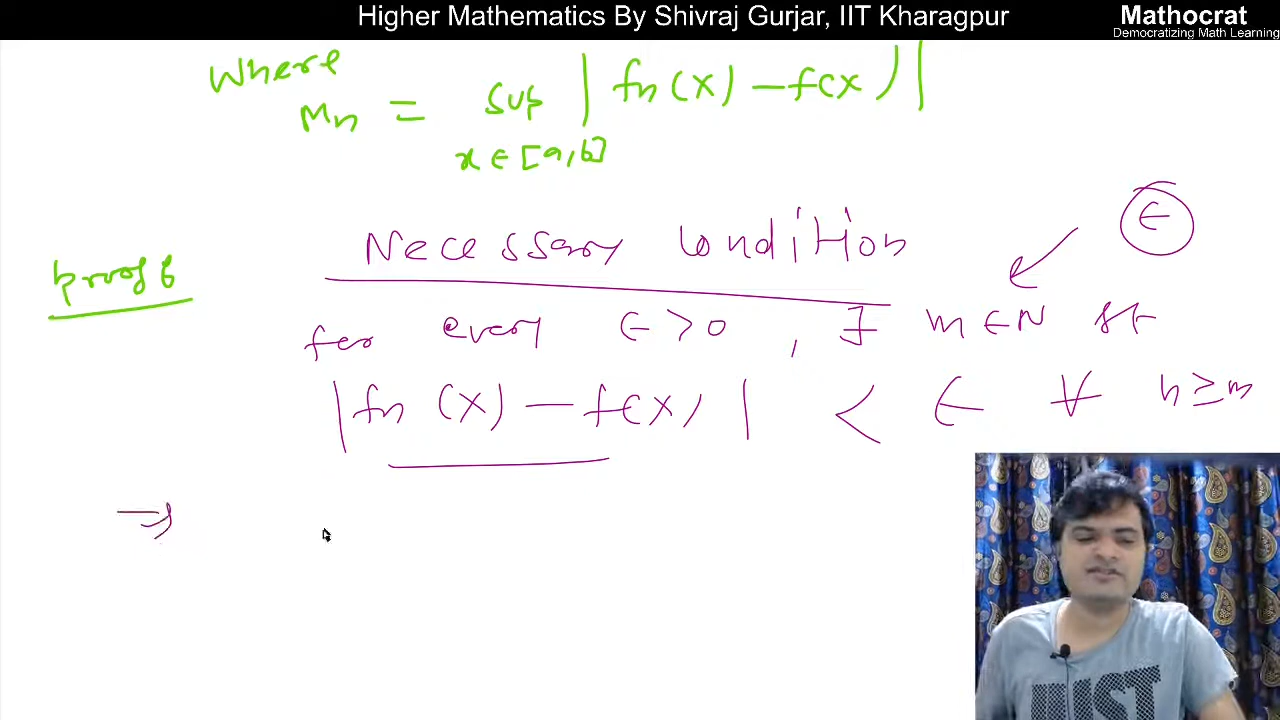 Higher Mathematics By Shivraj Gurjar, IIT Kharagpur
Mathocrat
Democratizing Math Learning
Where
Mn = sup | fn(x) - f(x) |
x ∈ [a,b]
Proof:
Necessary condition
∈
for every ∈ > 0 , ∃ m ∈ N st
| fn (x) - f(x) | < ∈ ∀ n ≥ m
⇒
JUST